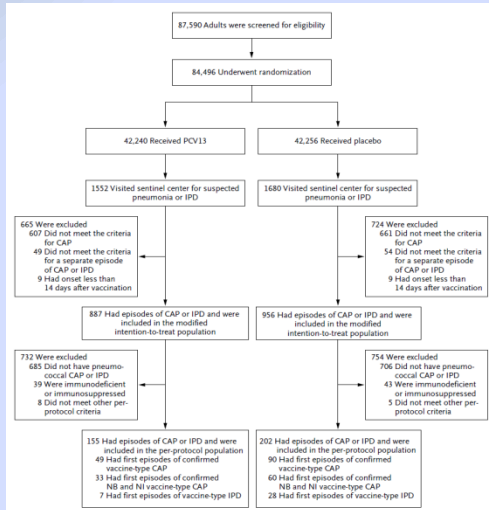 87,590 Adults were screened for eligibility
84,496 Underwent randomization
42,240 Received PCV13
42,256 Received placebo
1552 Visited sentinel center for suspected
pneumonia or IPD
1680 Visited sentinel center for suspected
pneumonia or IPD
665 Were excluded
607 Did not meet the criteria
for CAP
49 Did not meet the criteria
for a separate episode
of CAP or IPD
9 Had onset less than
14 days after vaccination
724 Were excluded
661 Did not meet the criteria
for CAP
54 Did not meet the criteria
for a separate episode
of CAP or IPD
9 Had onset less than
14 days after vaccination
887 Had episodes of CAP or IPD and were
included in the modified
intention-to-treat population
956 Had episodes of CAP or IPD and were
included in the modified
intention-to-treat population
732 Were excluded
685 Did not have pneumo-
coccal CAP or IPD
39 Were immunodeficient
or immunosuppressed
8 Did not meet other per-
protocol criteria
754 Were excluded
706 Did not have pneumo-
coccal CAP or IPD
43 Were immunodeficient
or immunosuppressed
5 Did not meet other per-
protocol criteria
155 Had episodes of CAP or IPD and were
included in the per-protocol population
49 Had first episodes of confirmed
vaccine-type CAP
33 Had first episodes of confirmed
NB and NI vaccine-type CAP
7 Had first episodes of vaccine-type IPD
202 Had episodes of CAP or IPD and were
included in the per-protocol population
90 Had first episodes of confirmed
vaccine-type CAP
60 Had first episodes of confirmed
NB and NI vaccine-type CAP
28 Had first episodes of vaccine-type IPD